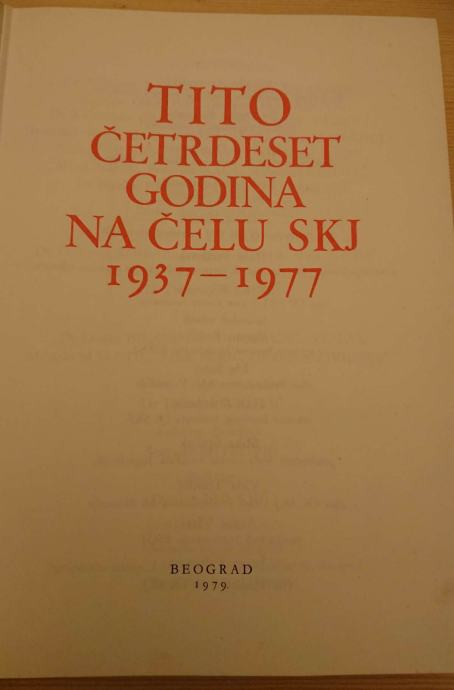 TITO
ČETRDESET
GODINA
NA ČELU SKJ
1937–1977
BEOGRAD
1979.